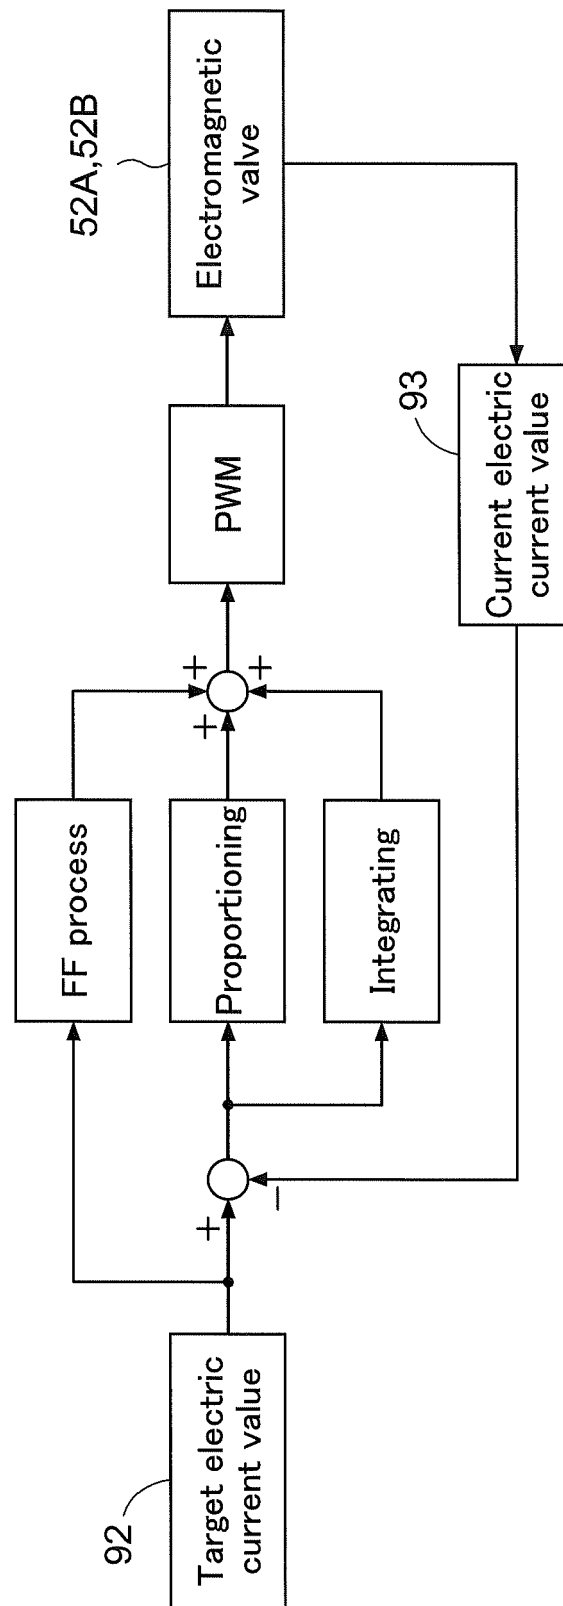 92
Target electric
current value
+
−
FF process
Proportioning
Integrating
+
+
+
PWM
52A,52B
Electromagnetic
valve
93
Current electric
current value